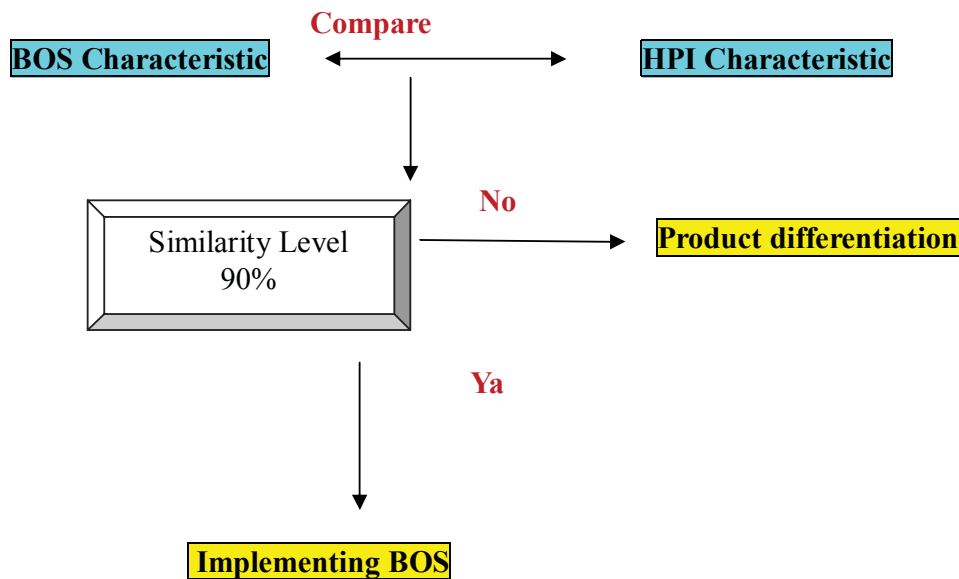 Compare
BOS Characteristic
HPI Characteristic
No
Similarity Level
90%
Product differentiation
Ya
Implementing BOS